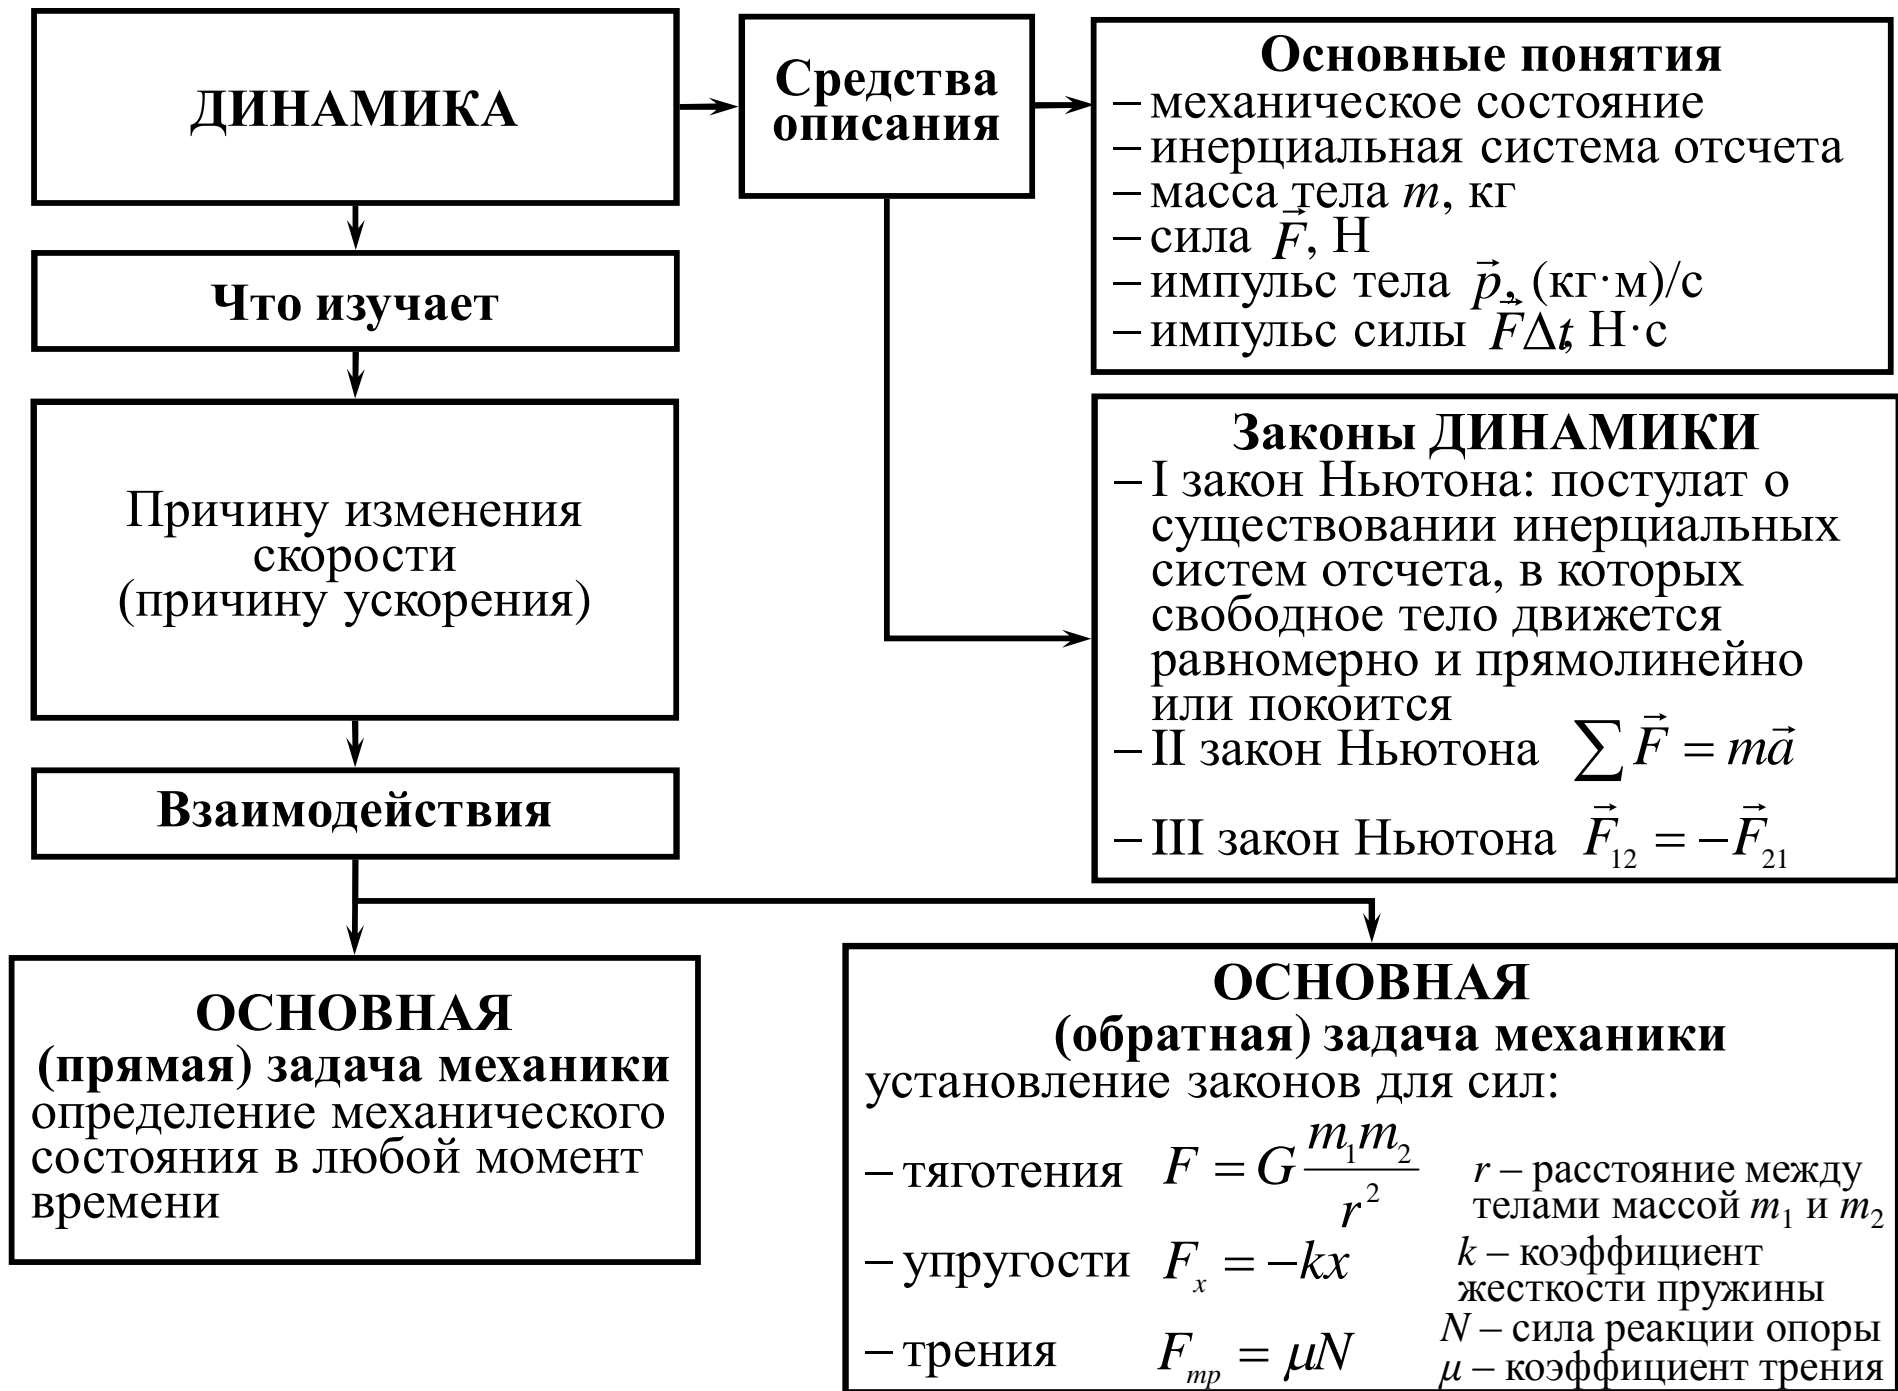 ДИНАМИКА
Что изучает
Причину изменения
скорости
(причину ускорения)
Взаимодействия
Средства
описания
Основные понятия
– механическое состояние
– инерциальная система отсчета
– масса тела m, кг
– сила F⃗, Н
– импульс тела p⃗, (кг·м)/с
– импульс силы F⃗Δt, Н·с
Законы ДИНАМИКИ
– I закон Ньютона: постулат о
существовании инерциальных
систем отсчета, в которых
свободное тело движется
равномерно и прямолинейно
или покоится
– II закон Ньютона ∑F⃗ = ma⃗
– III закон Ньютона F⃗₁₂ = −F⃗₂₁
ОСНОВНАЯ
(прямая) задача механики
определение механического
состояния в любой момент
времени
ОСНОВНАЯ
(обратная) задача механики
установление законов для сил:
– тяготения F = G m₁m₂/r²
r – расстояние между
телами массой m₁ и m₂
– упругости Fₓ = −kx
k – коэффициент
жесткости пружины
– трения Fтр = μN
N – сила реакции опоры
μ – коэффициент трения